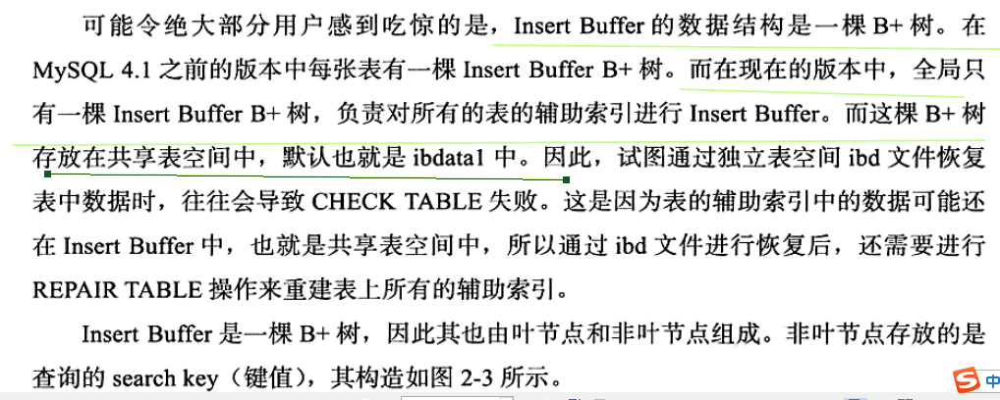 可能令绝大部分用户感到吃惊的是，Insert Buffer 的数据结构是一棵 B+ 树。在
MySQL 4.1 之前的版本中每张表有一棵 Insert Buffer B+ 树。而在现在的版本中，全局只
有一棵 Insert Buffer B+ 树，负责对所有的表的辅助索引进行 Insert Buffer。而这棵 B+ 树
存放在共享表空间中，默认也就是 ibdata1 中。因此，试图通过独立表空间 ibd 文件恢复
表中数据时，往往会导致 CHECK TABLE 失败。这是因为表的辅助索引中的数据可能还
在 Insert Buffer 中，也就是共享表空间中，所以通过 ibd 文件进行恢复后，还需要进行
REPAIR TABLE 操作来重建表上所有的辅助索引。
Insert Buffer 是一棵 B+ 树，因此其也由叶节点和非叶节点组成。非叶节点存放的是
查询的 search key（键值），其构造如图 2-3 所示。
S 中